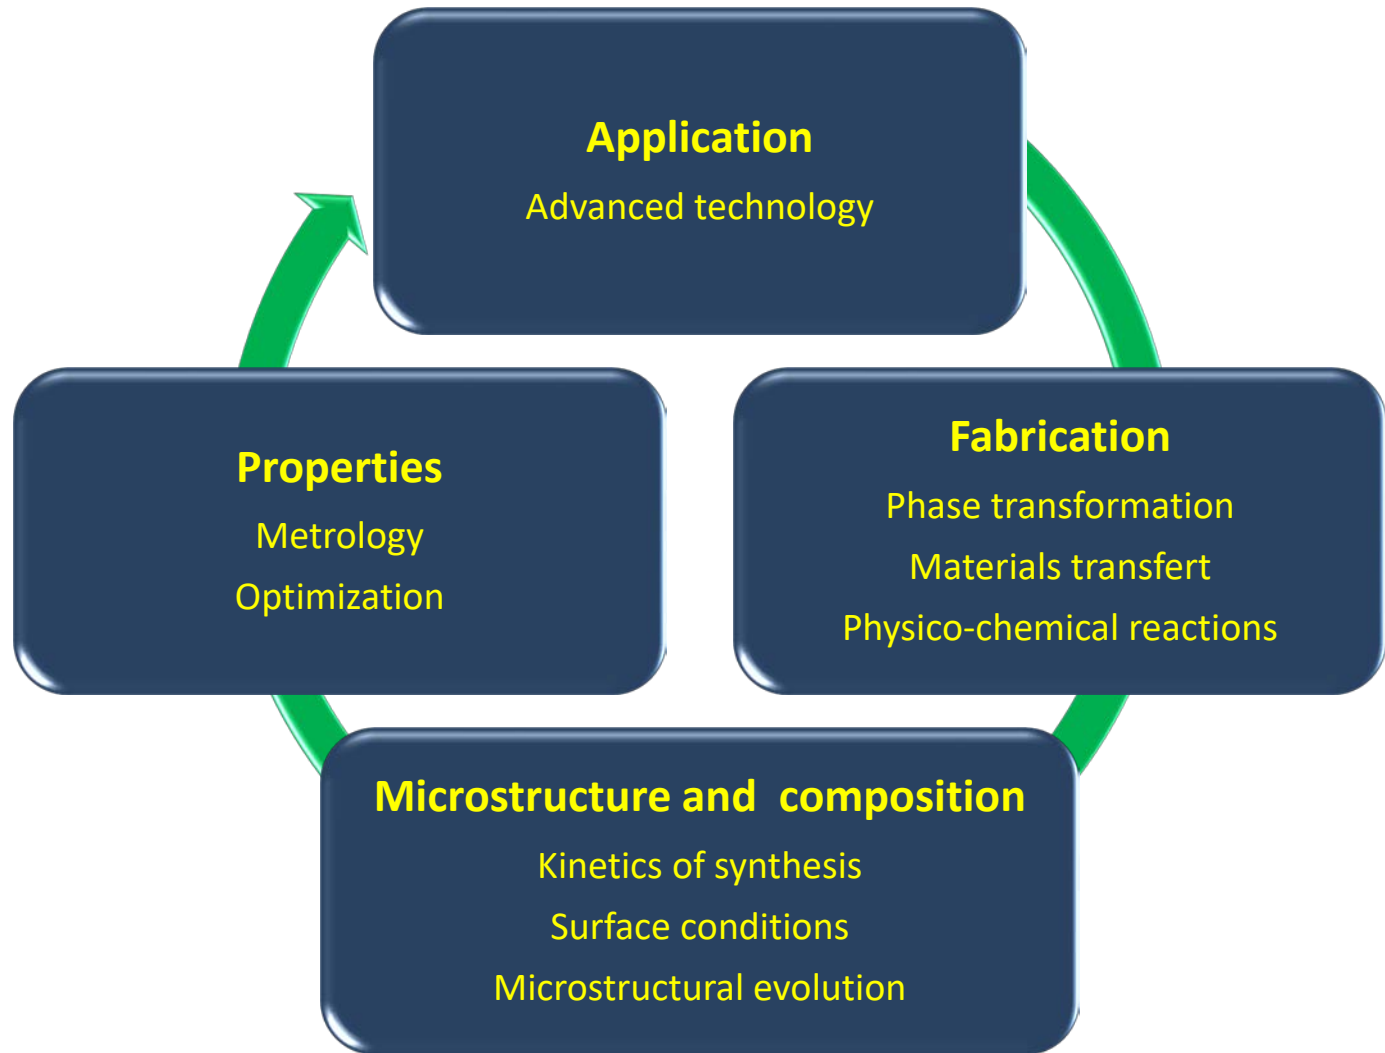 Application
Advanced technology
Properties
Metrology
Optimization
Fabrication
Phase transformation
Materials transfert
Physico-chemical reactions
Microstructure and  composition
Kinetics of synthesis
Surface conditions
Microstructural evolution